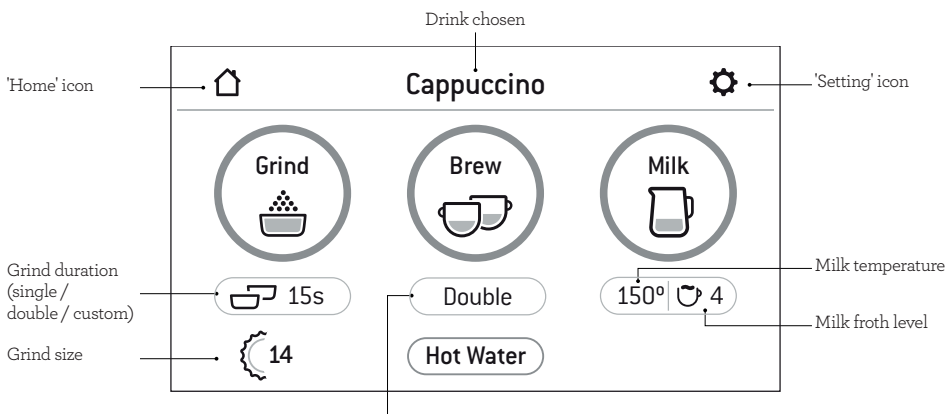 Drink chosen
'Home' icon
Cappuccino
'Setting' icon
Grind
Brew
Milk
Grind duration
(single /
double / custom)
15s
Double
150º
4
Milk temperature
Milk froth level
Grind size
14
Hot Water